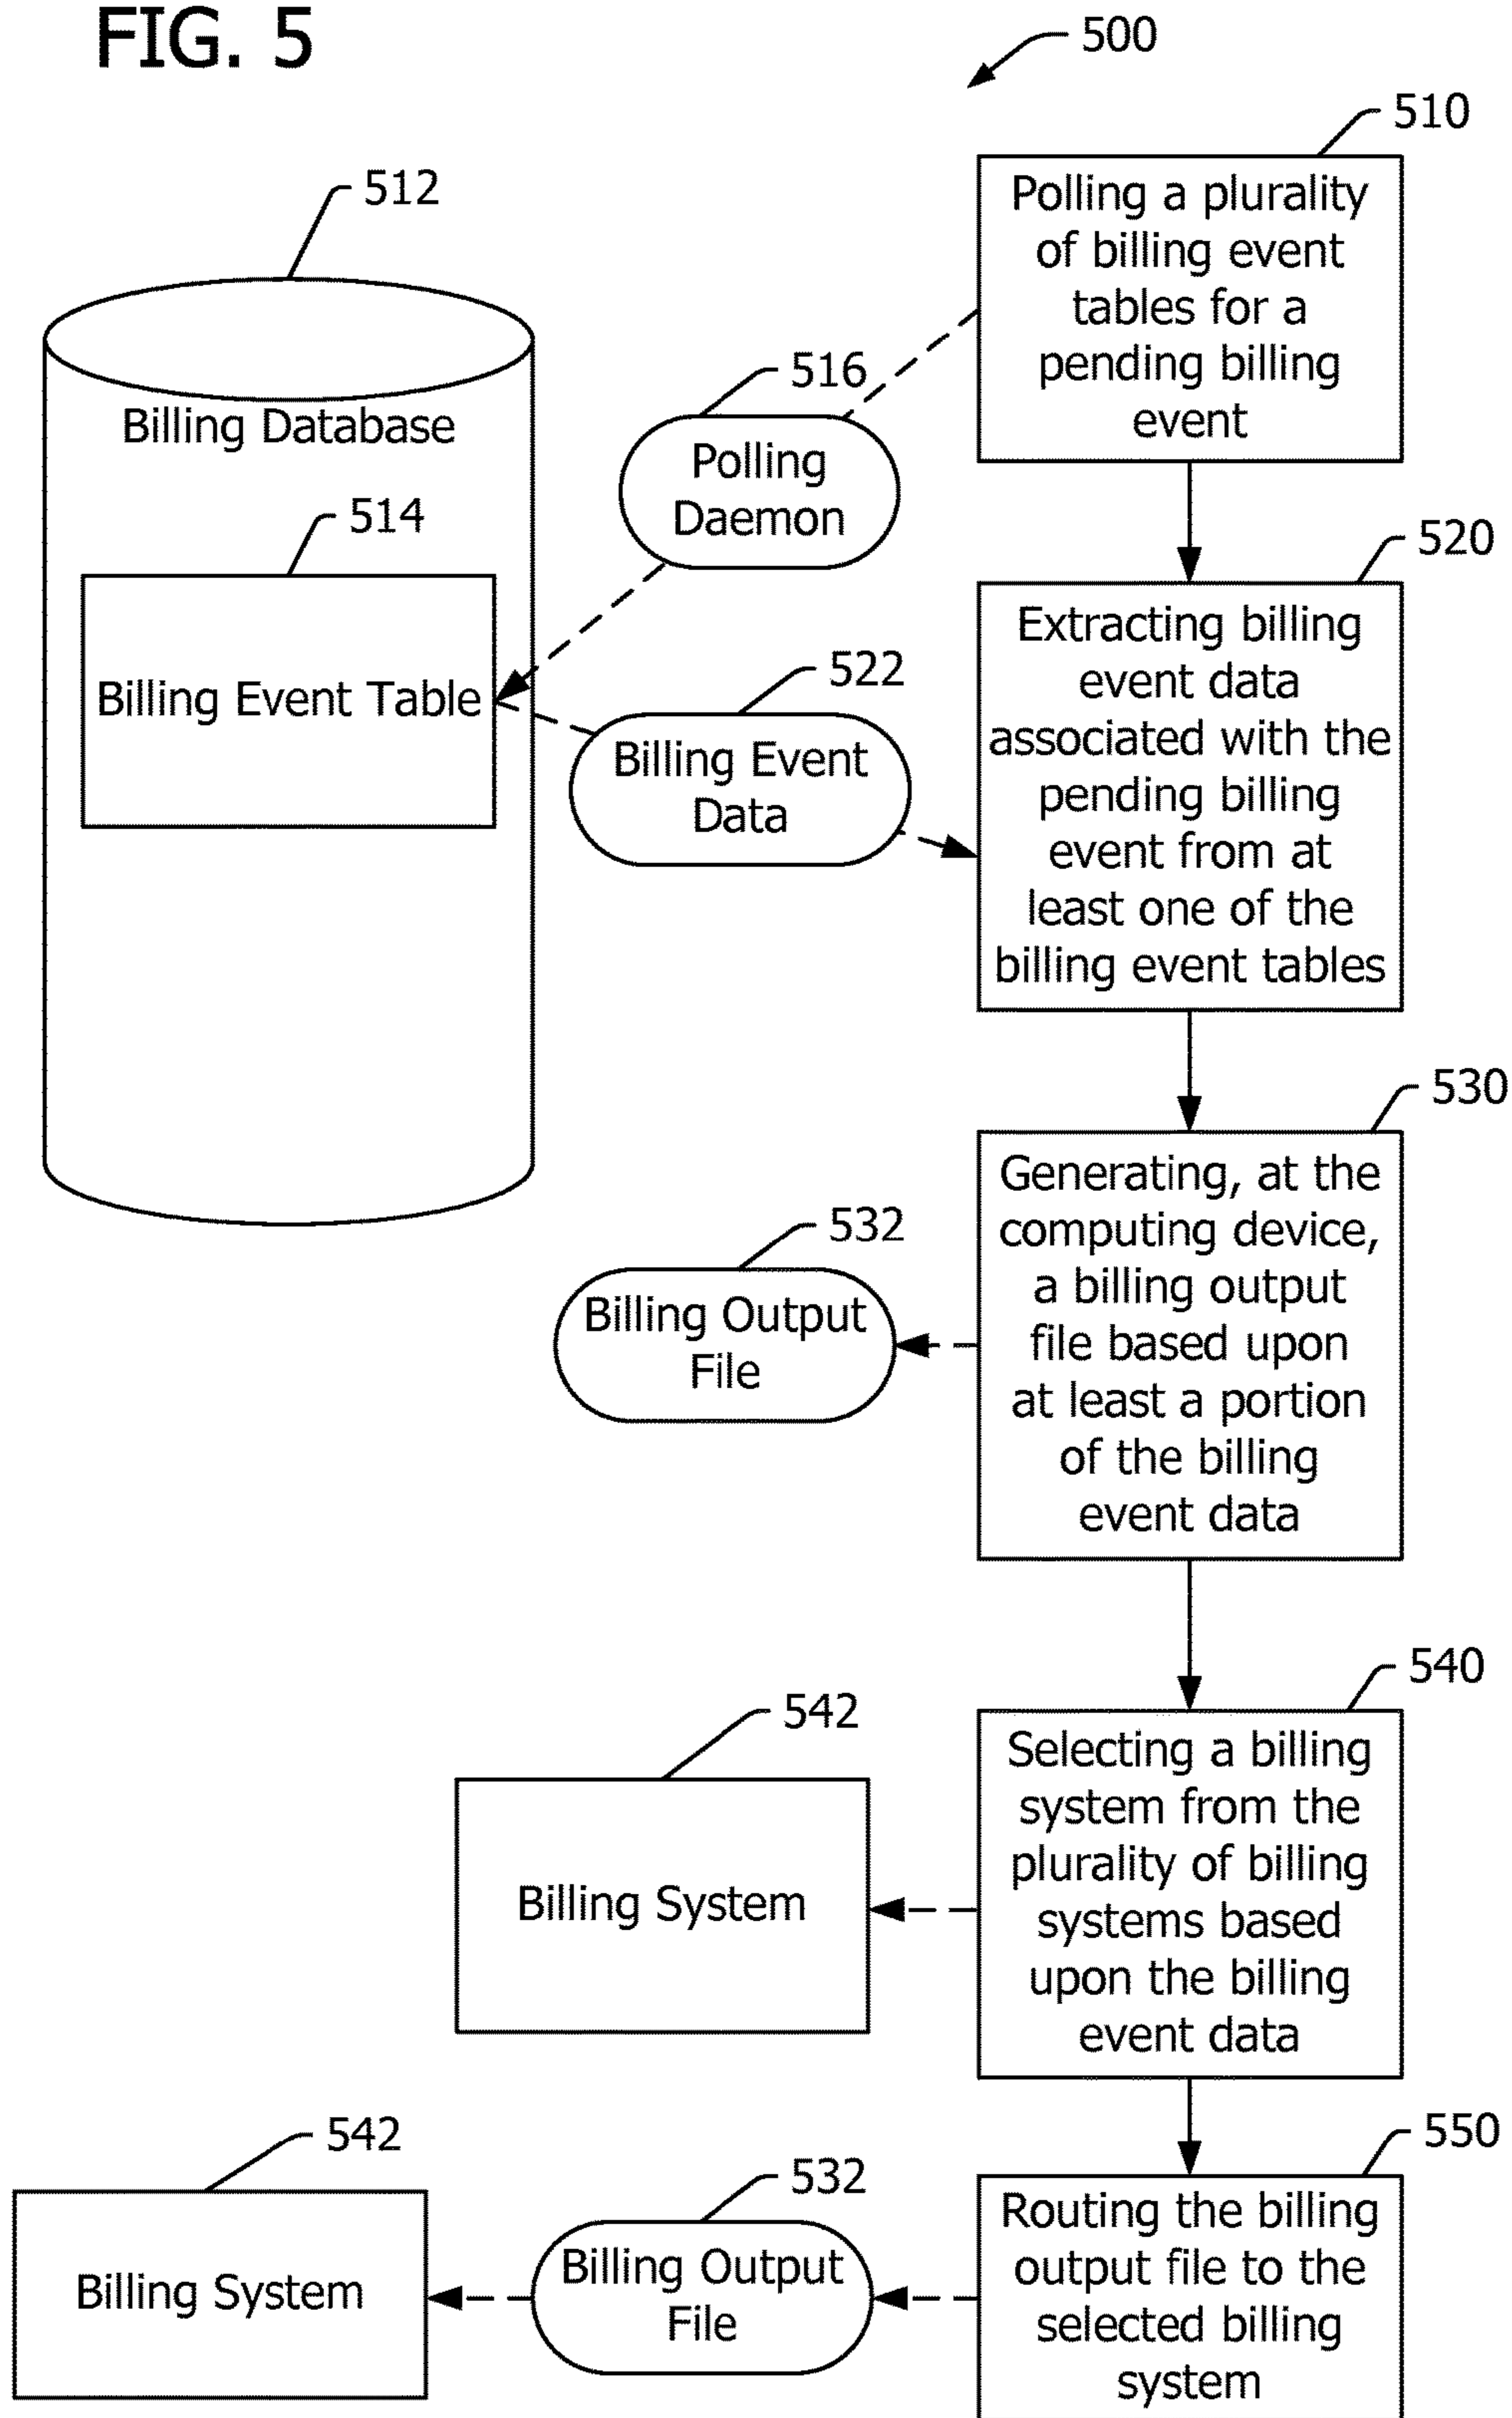 FIG. 5
500
510
Polling a plurality
of billing event
tables for a
pending billing
event
512
Billing Database
514
Billing Event Table
516
Polling
Daemon
520
Extracting billing
event data
associated with the
pending billing
event from at
least one of the
billing event tables
522
Billing Event
Data
530
Generating, at the
computing device,
a billing output
file based upon
at least a portion
of the billing
event data
532
Billing Output
File
540
Selecting a billing
system from the
plurality of billing
systems based
upon the billing
event data
542
Billing System
550
Routing the billing
output file to the
selected billing
system
532
Billing Output
File
542
Billing System